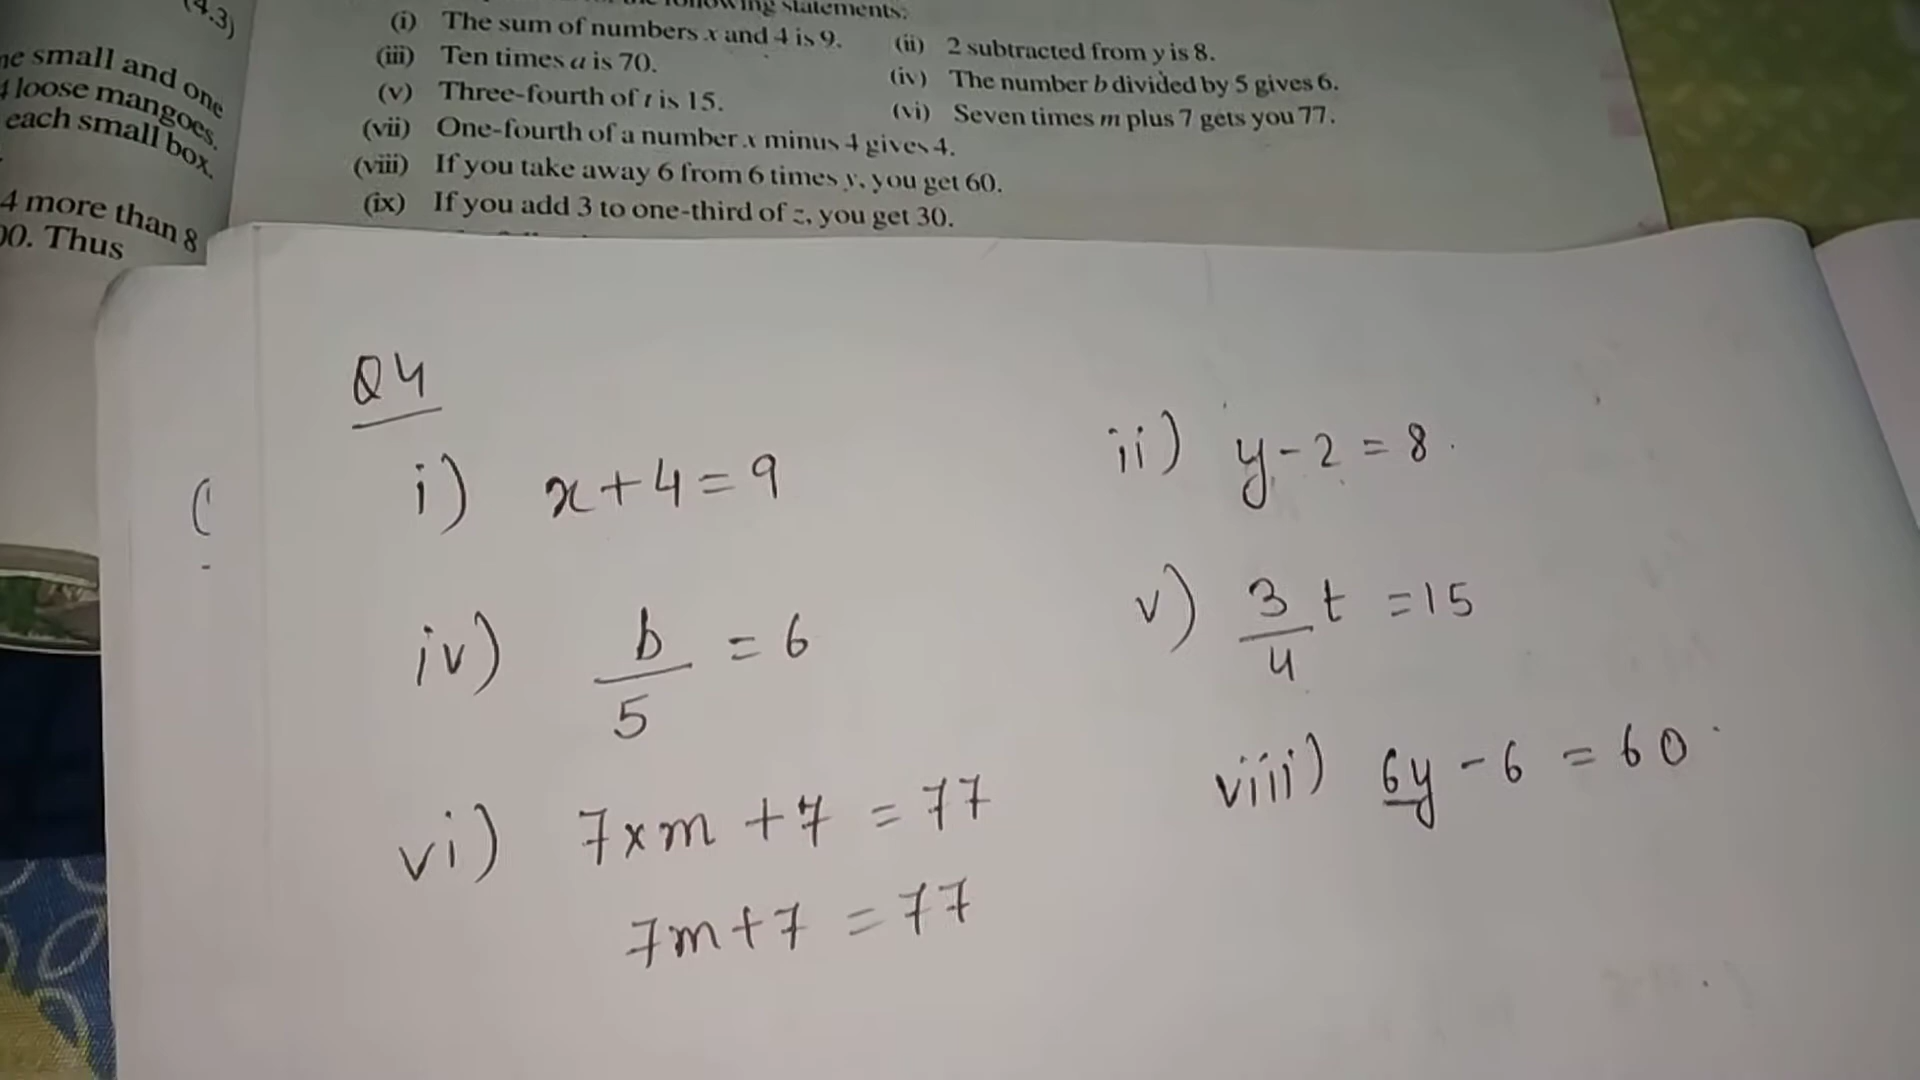 (4.3)
statements:
(i) The sum of numbers x and 4 is 9. (ii) 2 subtracted from y is 8.
(iii) Ten times a is 70. (iv) The number b divided by 5 gives 6.
(v) Three-fourth of t is 15. (vi) Seven times m plus 7 gets you 77.
(vii) One-fourth of a number x minus 4 gives 4.
(viii) If you take away 6 from 6 times y, you get 60.
(ix) If you add 3 to one-third of z, you get 30.
small and one
loose mangoes.
each small box.
4 more than 8
Thus
Q4
i) x+4=9 ii) y-2=8.
iv) b/5 = 6 v) 3/4 t =15
vi) 7×m+7 = 77 viii) 6y-6 = 60
7m+7 = 77